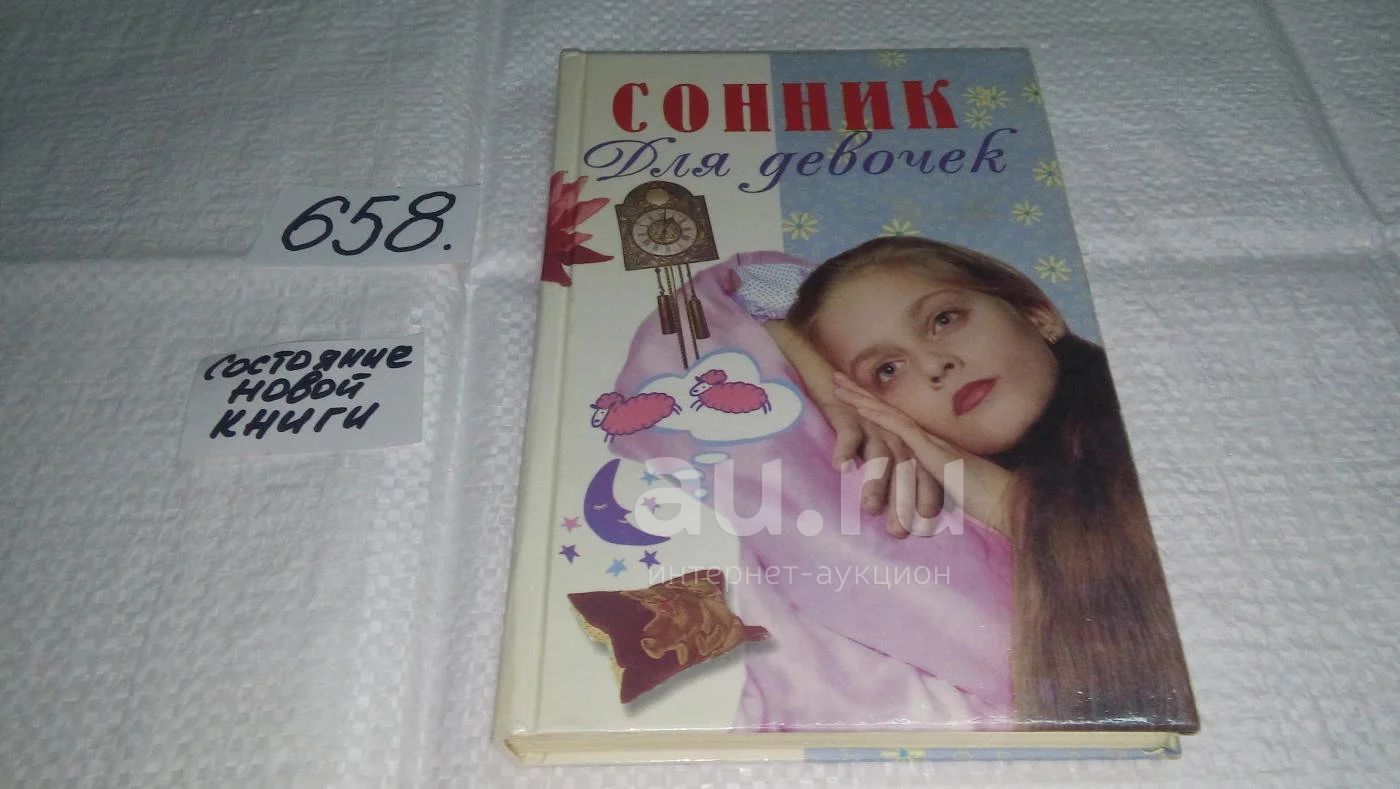 СОННИК
Для девочек
658.
состояние
новой
книги
au.ru
интернет-аукцион